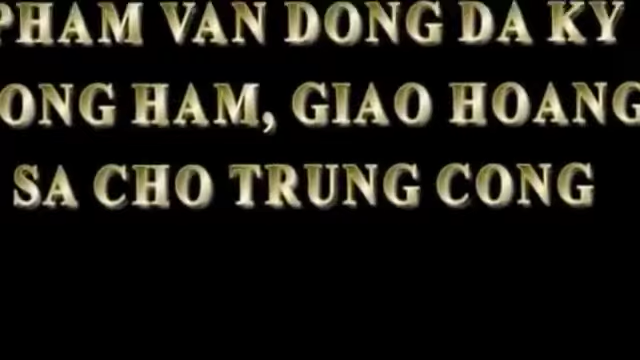 PHAM VAN DONG DA KY
ONG HAM, GIAO HOANG
SA CHO TRUNG CONG